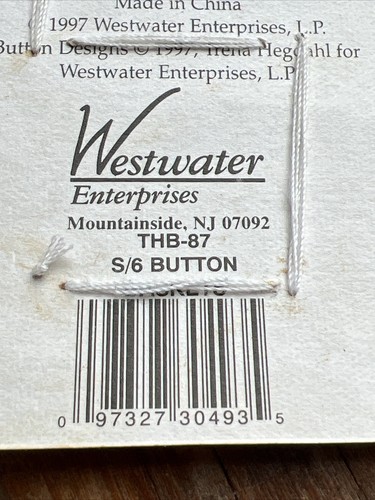 Made in China
© 1997 Westwater Enterprises, L.P.
Button Designs © 1997, Irena Hegdahl for
Westwater Enterprises, L.P.
Westwater
Enterprises
Mountainside, NJ 07092
THB-87
S/6 BUTTON
0 97327 30493 5